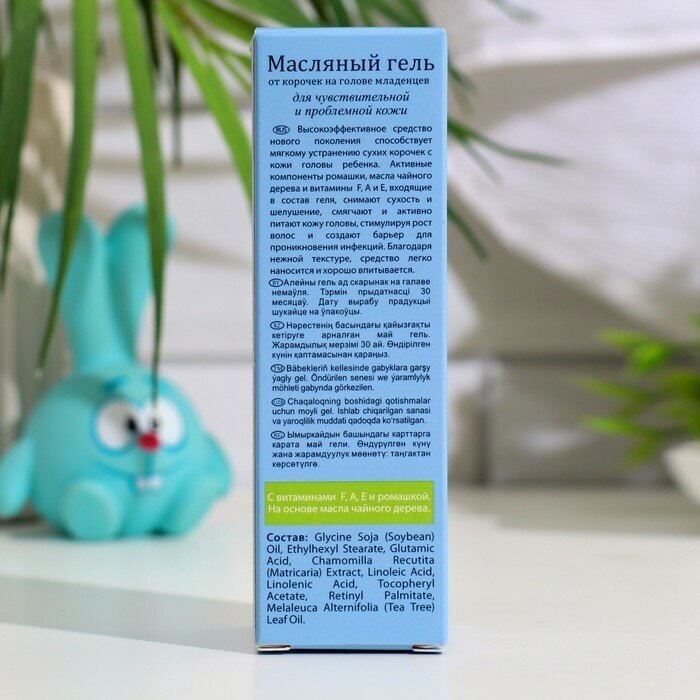 Масляный гель
от корочек на голове младенцев
для чувствительной
и проблемной кожи
RUS Высокоэффективное средство
нового поколения способствует
мягкому устранению сухих корочек с
кожи головы ребенка. Активные
компоненты ромашки, масла чайного
дерева и витамины F, А и Е, входящие
в состав геля, снимают сухость и
шелушение, смягчают и активно
питают кожу головы, стимулируя рост
волос и создают барьер для
проникновения инфекций. Благодаря
нежной текстуре, средство легко
наносится и хорошо впитывается.
BY Алейны гель ад скарынак на галаве
немаўля. Тэрмін прыдатнасці 30
месяцаў. Дату вырабу прадукцыі
шукайце на ўпакоўцы.
KZ Нәрестенің басындағы қайызғақты
кетіруге арналған май гель.
Жарамдылық мерзімі 30 ай. Өндірілген
күнін қаптамасынан қараңыз.
TM Bäbekleriň kellesinde gabyklara garşy
ýagly gel. Öndürilen senesi we ýaramlylyk
möhleti gabynda görkezilen.
UZB Chaqaloqning boshidagi qotishmalar
uchun moyli gel. Ishlab chiqarilgan sanasi
va yaroqlilik muddati qadoqda ko'rsatilgan.
KG Ымыркайдын башындагы карттарга
карата май гели. Өндүрүлгөн күнү
жана жарамдуулук мөөнөтү: таңгактан
көрсөтүлгө.
С витаминами F, А, Е и ромашкой.
На основе масла чайного дерева.
Состав: Glycine Soja (Soybean)
Oil, Ethylhexyl Stearate, Glutamic
Acid, Chamomilla Recutita
(Matricaria) Extract, Linoleic Acid,
Linolenic Acid, Tocopheryl
Acetate, Retinyl Palmitate,
Melaleuca Alternifolia (Tea Tree)
Leaf Oil.